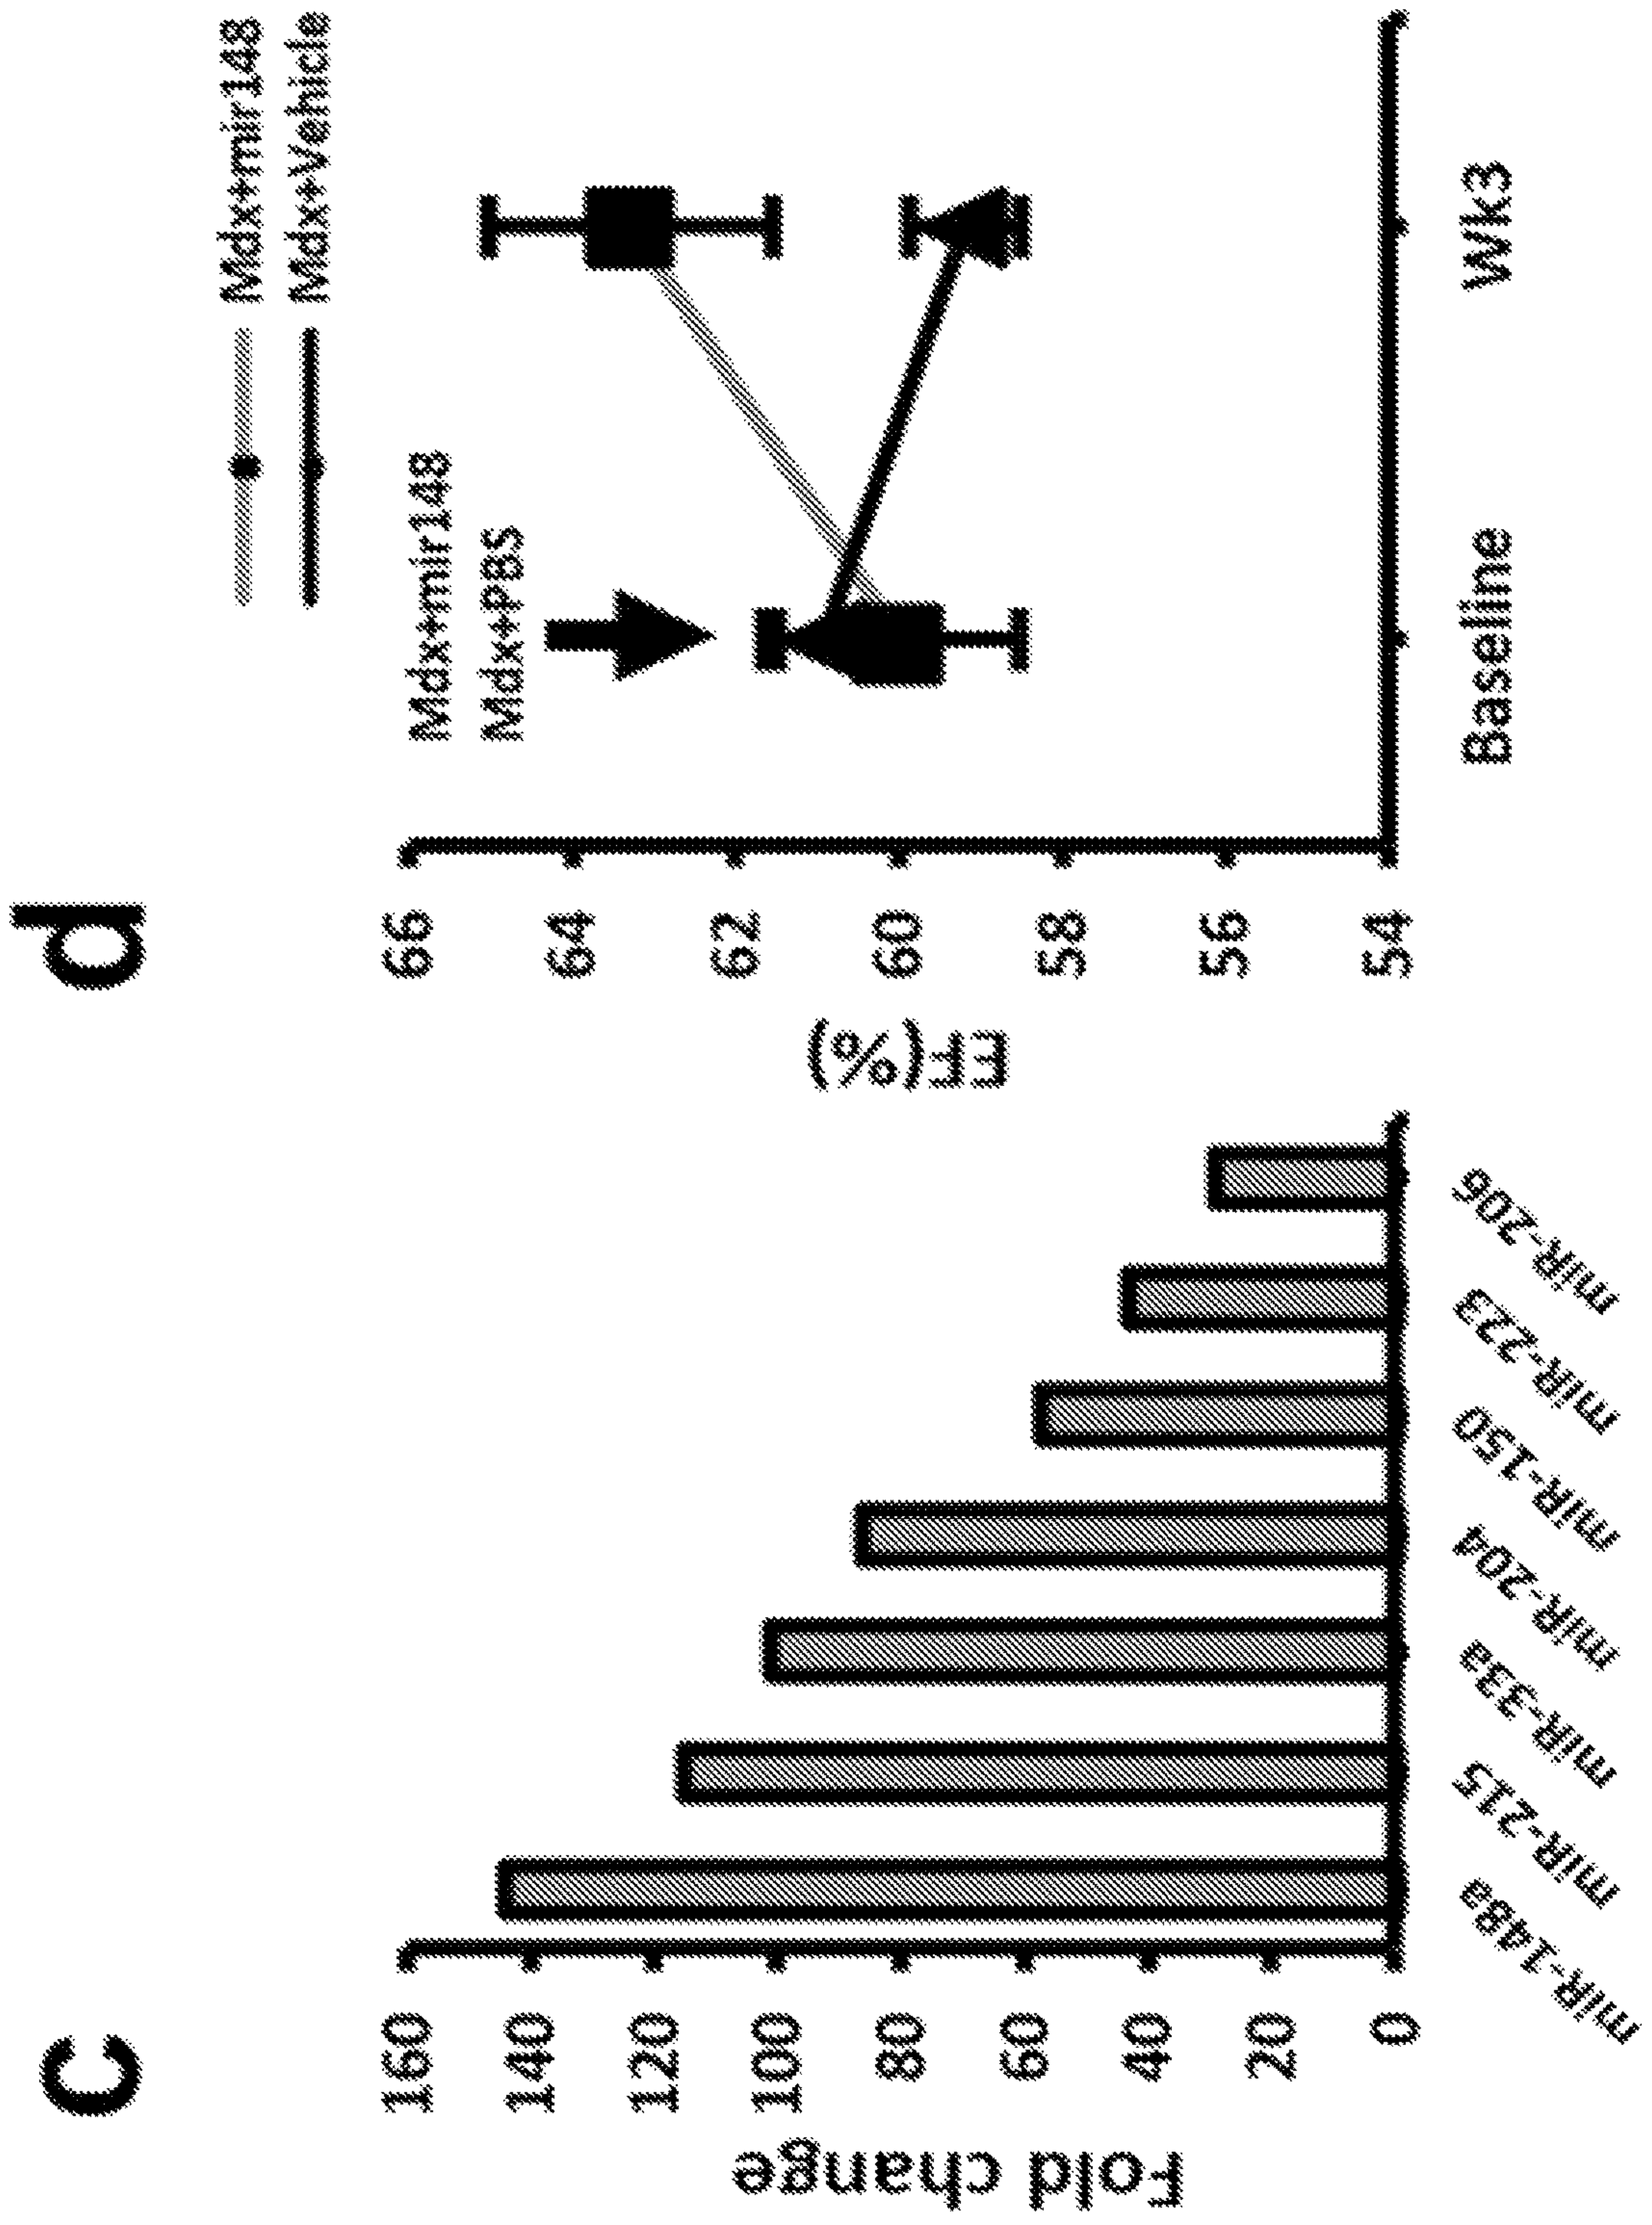 c
Fold change
160
140
120
100
80
60
40
20
0
miR-148a
miR-215
miR-33a
miR-204
miR-150
miR-223
miR-206
d
Mdx+mir148
Mdx+Vehicle
Mdx+mir148
Mdx+PBS
EF(%)
66
64
62
60
58
56
54
Baseline
Wk3